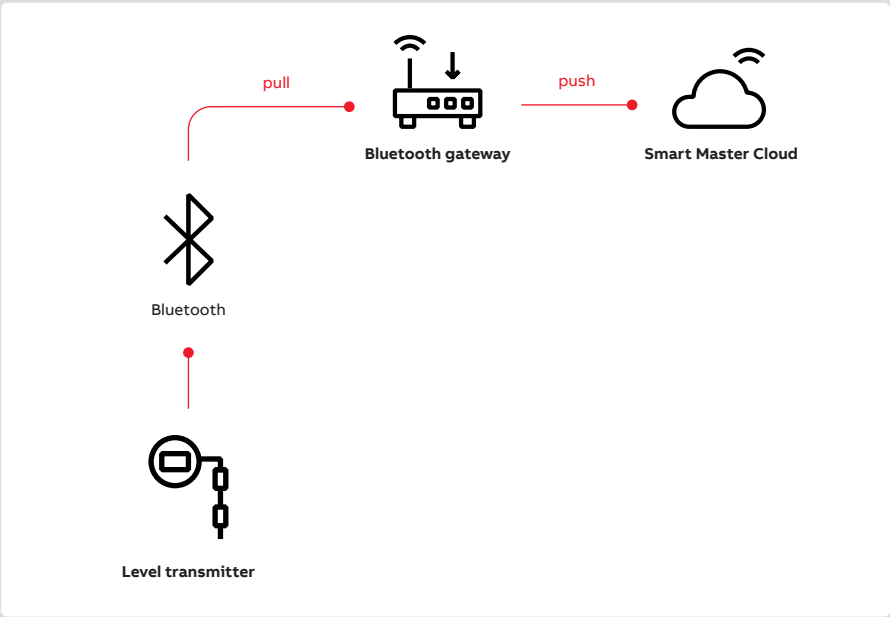 pull
push
Bluetooth gateway
Smart Master Cloud
Bluetooth
Level transmitter